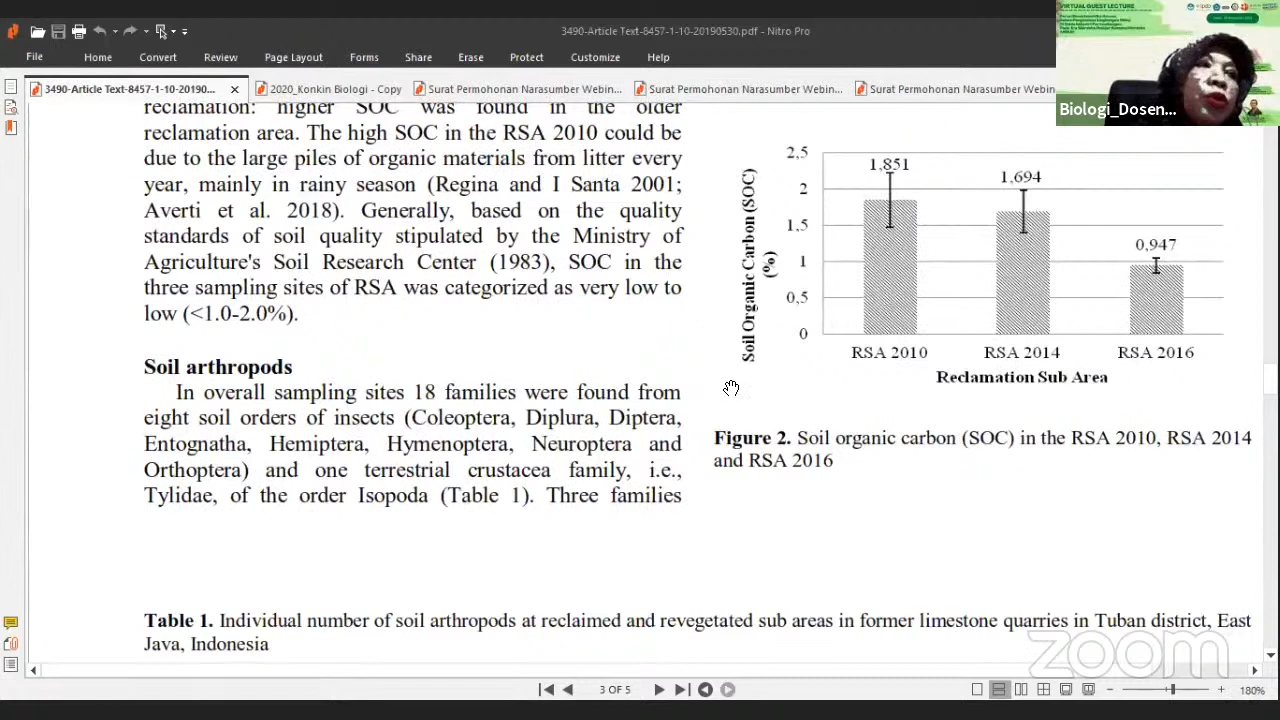 3490-Article Text-8457-1-10-20190530.pdf - Nitro Pro
File Home Convert Review Page Layout Forms Share Erase Protect Customize Help
3490-Article Text-8457-1-10-20190... 2020_Konkin Biologi - Copy Surat Permohonan Narasumber Webin... Surat Permohonan Narasumber Webin... Surat Permohonan Narasumber Webin
VIRTUAL GUEST LECTURE
Biologi_Dosen...
reclamation: higher SOC was found in the older
reclamation area. The high SOC in the RSA 2010 could be
due to the large piles of organic materials from litter every
year, mainly in rainy season (Regina and I Santa 2001;
Averti et al. 2018). Generally, based on the quality
standards of soil quality stipulated by the Ministry of
Agriculture's Soil Research Center (1983), SOC in the
three sampling sites of RSA was categorized as very low to
low (<1.0-2.0%).
Soil arthropods
In overall sampling sites 18 families were found from
eight soil orders of insects (Coleoptera, Diplura, Diptera,
Entognatha, Hemiptera, Hymenoptera, Neuroptera and
Orthoptera) and one terrestrial crustacea family, i.e.,
Tylidae, of the order Isopoda (Table 1). Three families
Soil Organic Carbon (SOC)
(%)
2,5
2
1,5
1
0,5
0
1,851
1,694
0,947
RSA 2010 RSA 2014 RSA 2016
Reclamation Sub Area
Figure 2. Soil organic carbon (SOC) in the RSA 2010, RSA 2014
and RSA 2016
Table 1. Individual number of soil arthropods at reclaimed and revegetated sub areas in former limestone quarries in Tuban district, East
Java, Indonesia
zoom
3 OF 5
180%